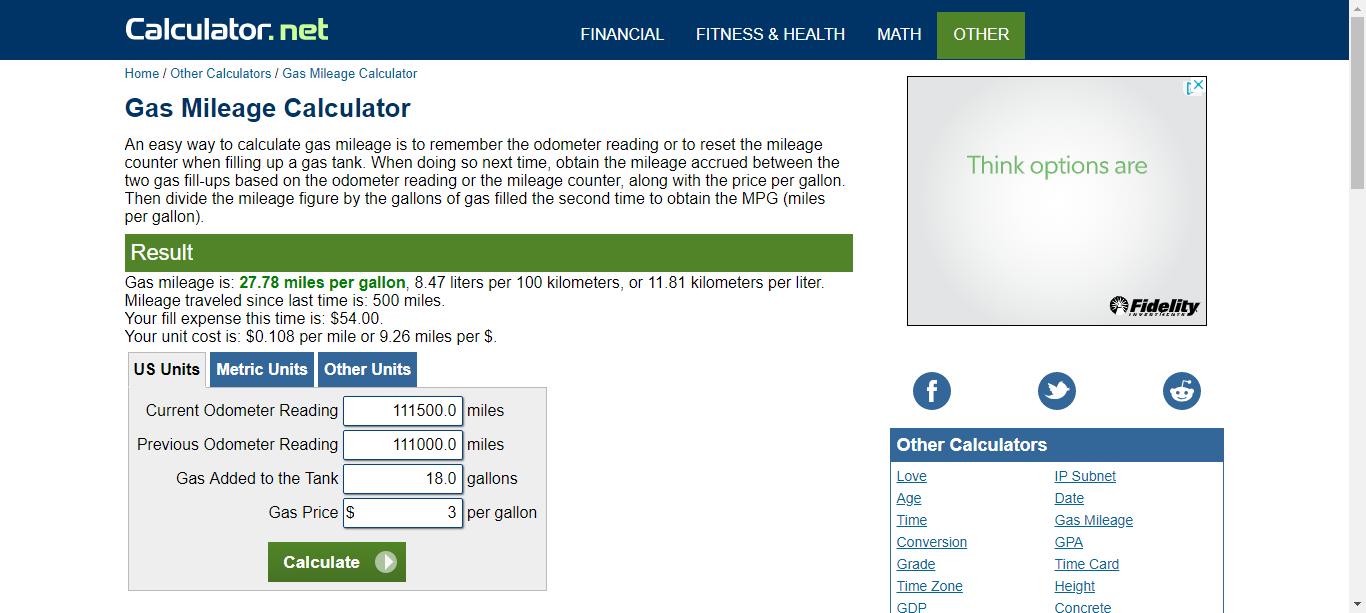 Calculator.net
FINANCIAL
FITNESS & HEALTH
MATH
OTHER
Home / Other Calculators / Gas Mileage Calculator
Gas Mileage Calculator
An easy way to calculate gas mileage is to remember the odometer reading or to reset the mileage
counter when filling up a gas tank. When doing so next time, obtain the mileage accrued between the
two gas fill-ups based on the odometer reading or the mileage counter, along with the price per gallon.
Then divide the mileage figure by the gallons of gas filled the second time to obtain the MPG (miles
per gallon).
Result
Gas mileage is: 27.78 miles per gallon, 8.47 liters per 100 kilometers, or 11.81 kilometers per liter.
Mileage traveled since last time is: 500 miles.
Your fill expense this time is: $54.00.
Your unit cost is: $0.108 per mile or 9.26 miles per $.
US Units
Metric Units
Other Units
Current Odometer Reading 111500.0 miles
Previous Odometer Reading 111000.0 miles
Gas Added to the Tank 18.0 gallons
Gas Price $ 3 per gallon
Calculate
Think options are
Fidelity
INVESTMENTS
Other Calculators
Love
IP Subnet
Age
Date
Time
Gas Mileage
Conversion
GPA
Grade
Time Card
Time Zone
Height
GDP
Concrete